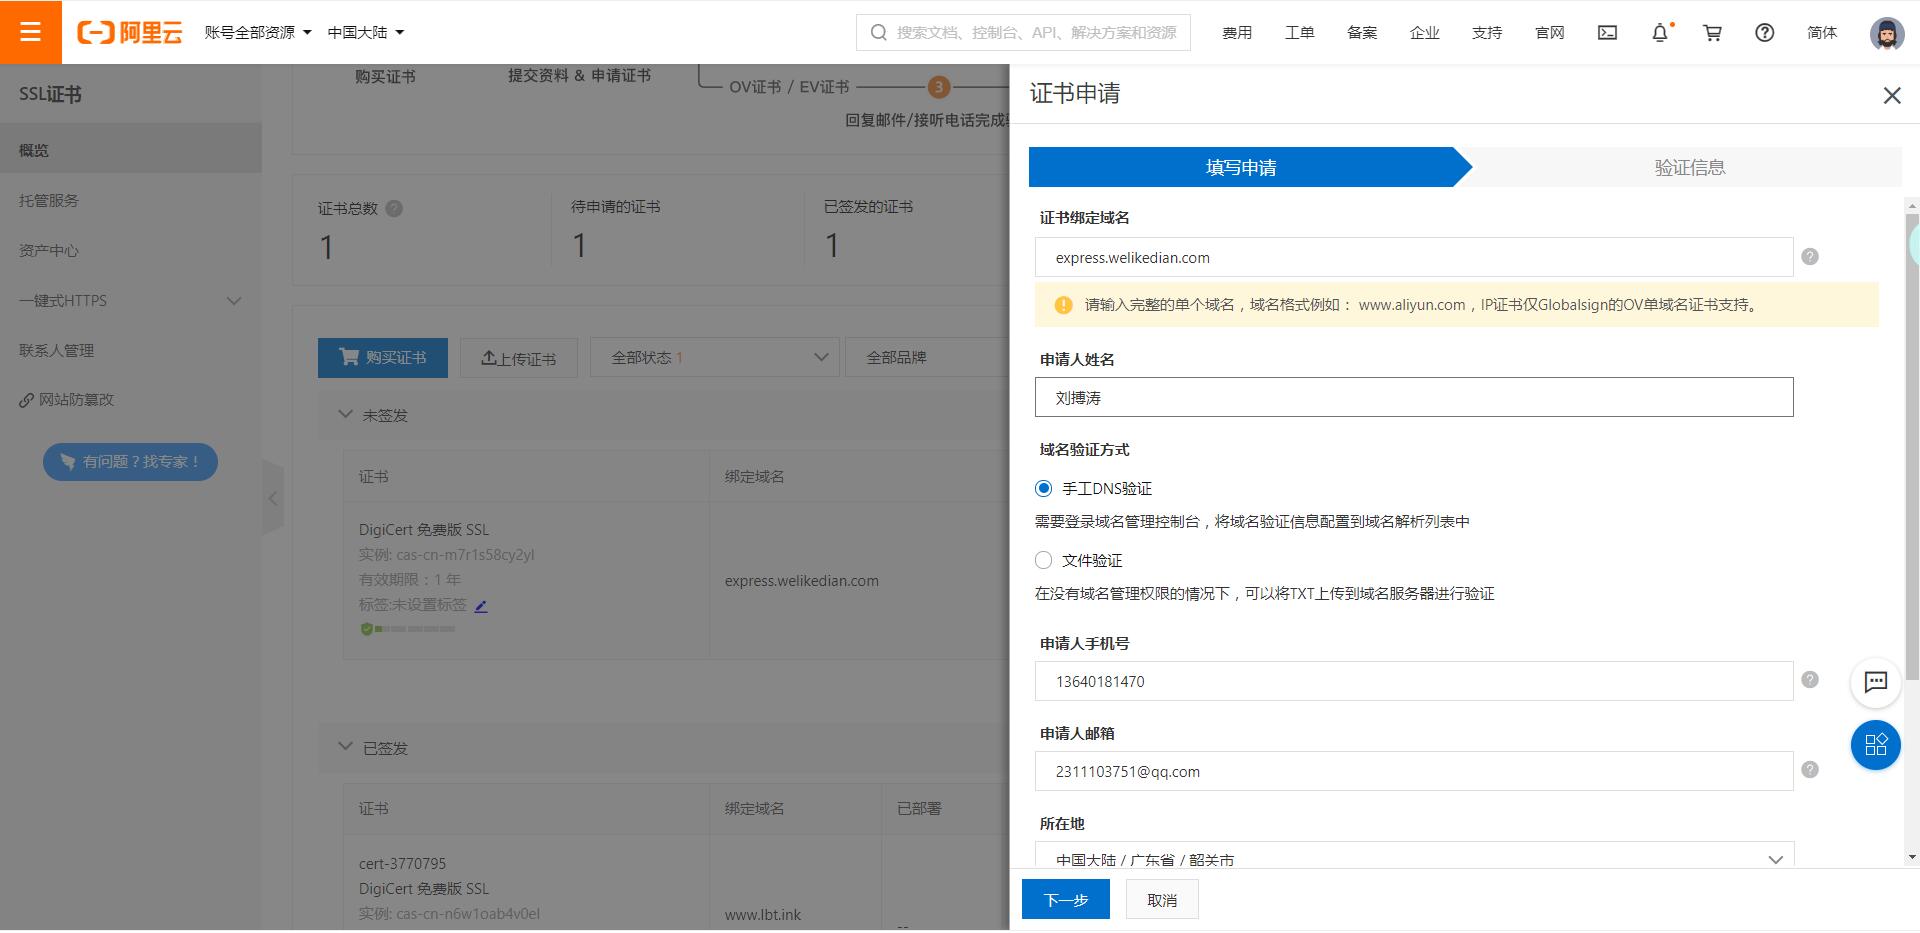 阿里云
账号全部资源
中国大陆
搜索文档、控制台、API、解决方案和资源
费用
工单
备案
企业
支持
官网
简体
SSL证书
概览
托管服务
资产中心
一键式HTTPS
联系人管理
网站防篡改
有问题？找专家！
购买证书
提交资料 & 申请证书
OV证书 / EV证书
3
回复邮件/接听电话完成
证书总数
1
待申请的证书
1
已签发的证书
1
购买证书
上传证书
全部状态 1
全部品牌
未签发
证书
绑定域名
DigiCert 免费版 SSL
实例: cas-cn-m7r1s58cy2yl
有效期限：1 年
标签:未设置标签
express.welikedian.com
已签发
证书
绑定域名
已部署
cert-3770795
DigiCert 免费版 SSL
实例: cas-cn-n6w1oab4v0el
www.lbt.ink
--
证书申请
填写申请
验证信息
证书绑定域名
express.welikedian.com
请输入完整的单个域名，域名格式例如： www.aliyun.com，IP证书仅Globalsign的OV单域名证书支持。
申请人姓名
刘搏涛
域名验证方式
手工DNS验证
需要登录域名管理控制台，将域名验证信息配置到域名解析列表中
文件验证
在没有域名管理权限的情况下，可以将TXT上传到域名服务器进行验证
申请人手机号
13640181470
申请人邮箱
2311103751@qq.com
所在地
中国大陆 / 广东省 / 韶关市
下一步
取消